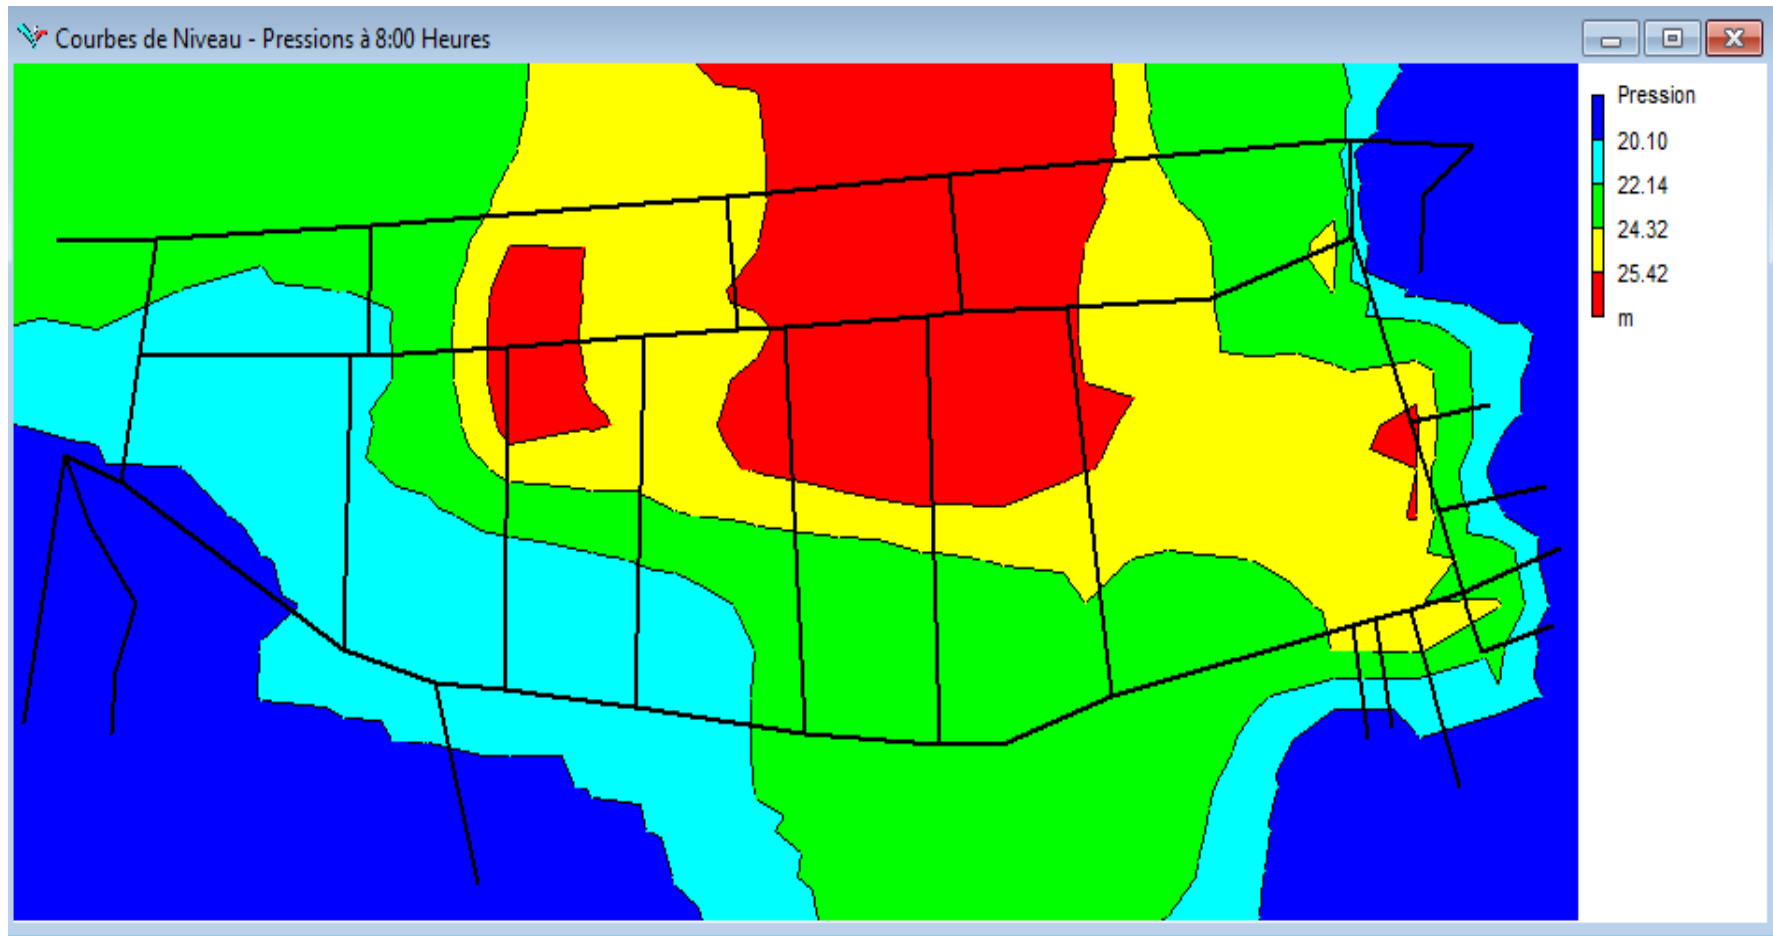 Courbes de Niveau - Pressions à 8:00 Heures
Pression
20.10
22.14
24.32
25.42
m